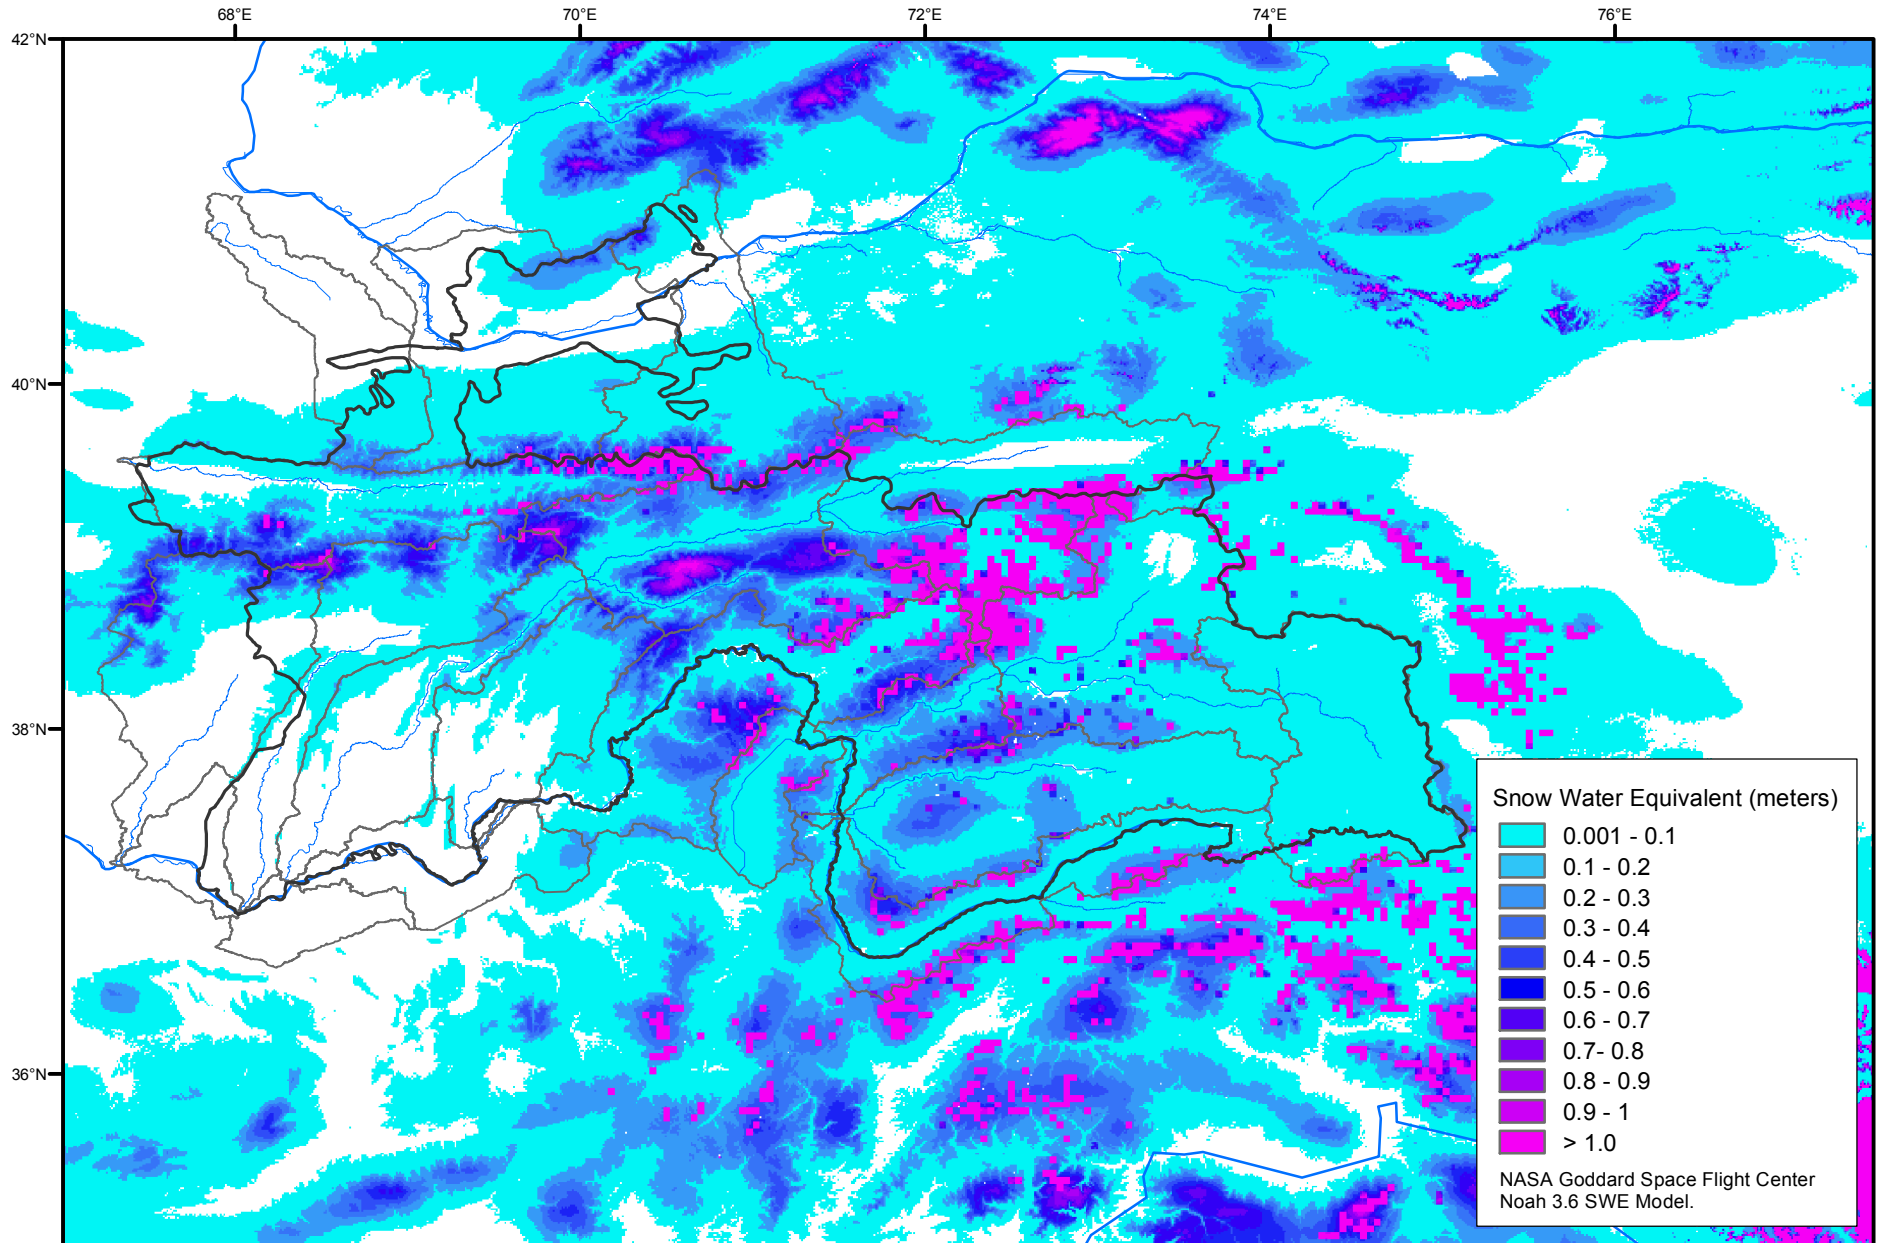 68°E 70°E 72°E 74°E 76°E
42°N
40°N
38°N
36°N
Snow Water Equivalent (meters)
0.001 - 0.1
0.1 - 0.2
0.2 - 0.3
0.3 - 0.4
0.4 - 0.5
0.5 - 0.6
0.6 - 0.7
0.7- 0.8
0.8 - 0.9
0.9 - 1
> 1.0
NASA Goddard Space Flight Center
Noah 3.6 SWE Model.